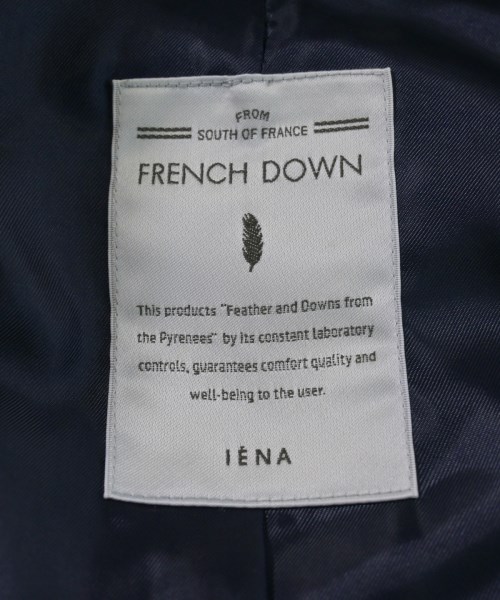 FROM
SOUTH OF FRANCE
FRENCH DOWN
This products "Feather and Downs from
the Pyrenees" by its constant laboratory
controls, guarantees comfort quality and
well-being to the user.
IÉNA